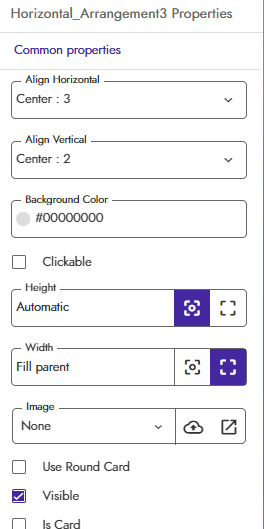 Horizontal_Arrangement3 Properties
Common properties
Align Horizontal
Center : 3
Align Vertical
Center : 2
Background Color
#00000000
Clickable
Height
Automatic
Width
Fill parent
Image
None
Use Round Card
Visible
Is Card